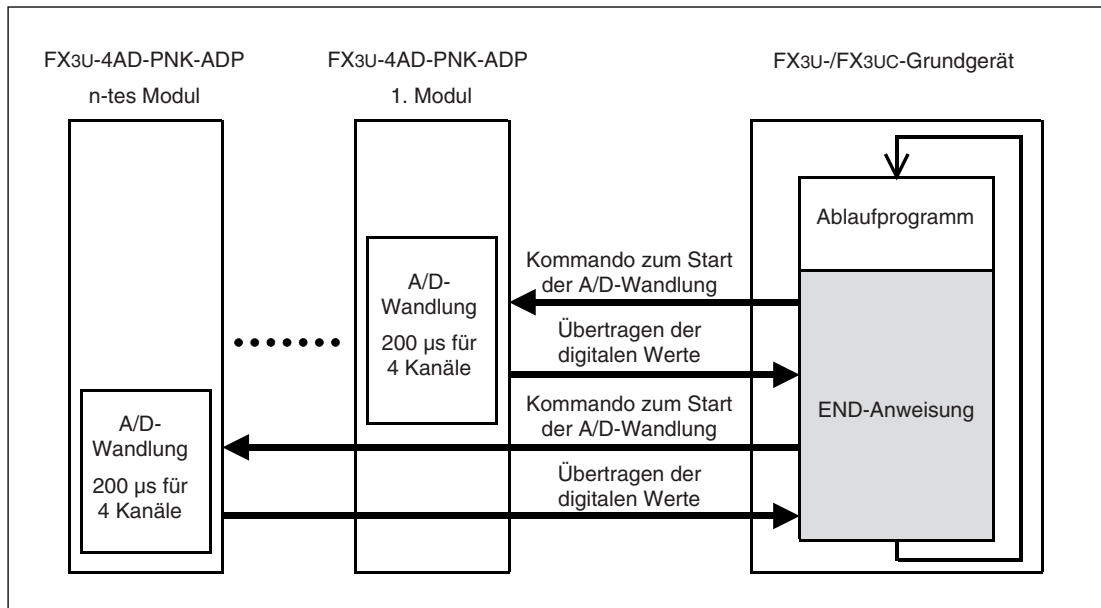 FX3U-4AD-PNK-ADP
n-tes Modul
FX3U-4AD-PNK-ADP
1. Modul
FX3U-/FX3UC-Grundgerät
Ablaufprogramm
Kommando zum Start
der A/D-Wandlung
A/D-
Wandlung
200 µs für
4 Kanäle
Übertragen der
digitalen Werte
END-Anweisung
Kommando zum Start
der A/D-Wandlung
A/D-
Wandlung
200 µs für
4 Kanäle
Übertragen der
digitalen Werte